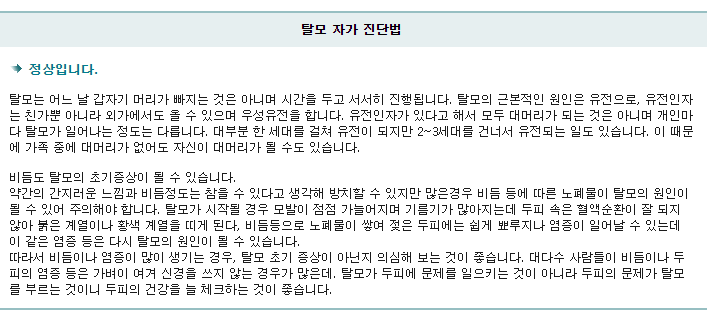 탈모 자가 진단법
정상입니다.
탈모는 어느 날 갑자기 머리가 빠지는 것은 아니며 시간을 두고 서서히 진행됩니다. 탈모의 근본적인 원인은 유전으로, 유전인자
는 친가뿐 아니라 외가에서도 올 수 있으며 우성유전을 합니다. 유전인자가 있다고 해서 모두 대머리가 되는 것은 아니며 개인마
다 탈모가 일어나는 정도는 다릅니다. 대부분 한 세대를 걸쳐 유전이 되지만 2~3세대를 건너서 유전되는 일도 있습니다. 이 때문
에 가족 중에 대머리가 없어도 자신이 대머리가 될 수도 있습니다.
비듬도 탈모의 초기증상이 될 수 있습니다.
약간의 간지러운 느낌과 비듬정도는 참을 수 있다고 생각해 방치할 수 있지만 많은경우 비듬 등에 따른 노폐물이 탈모의 원인이
될 수 있어 주의해야 합니다. 탈모가 시작될 경우 모발이 점점 가늘어지며 기름기가 많아지는데 두피 속은 혈액순환이 잘 되지
않아 붉은 계열이나 황색 계열을 띠게 된다, 비듬등으로 노폐물이 쌓여 젖은 두피에는 쉽게 뾰루지나 염증이 일어날 수 있는데
이 같은 염증 등은 다시 탈모의 원인이 될 수 있습니다.
따라서 비듬이나 염증이 많이 생기는 경우, 탈모 초기 증상이 아닌지 의심해 보는 것이 좋습니다. 대다수 사람들이 비듬이나 두
피의 염증 등은 가벼이 여겨 신경을 쓰지 않는 경우가 많은데, 탈모가 두피에 문제를 일으키는 것이 아니라 두피의 문제가 탈모
를 부르는 것이니 두피의 건강을 늘 체크하는 것이 좋습니다.